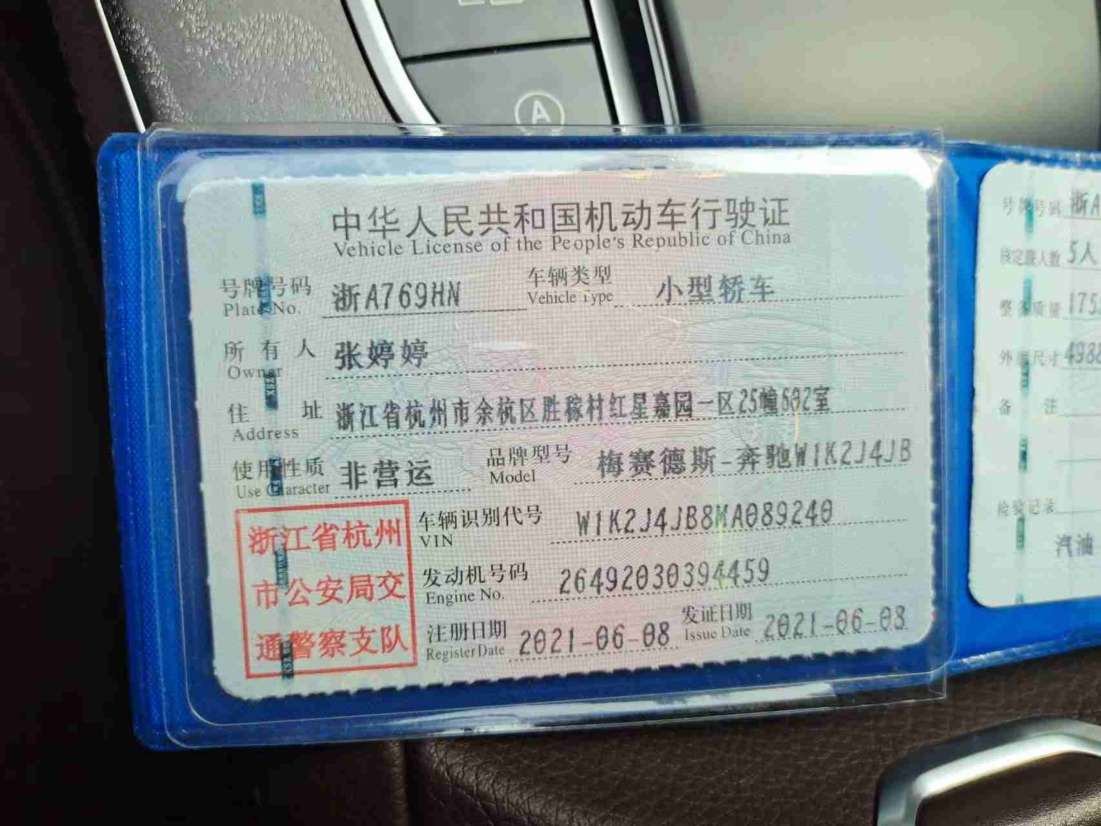 A
中华人民共和国机动车行驶证
Vehicle License of the People's Republic of China
号牌号码 浙A769HN 车辆类型 小型轿车
Plate No. Vehicle Type
所有人 张婷婷
Owner
住址 浙江省杭州市余杭区胜稼村红星嘉园一区25幢602室
Address
使用性质 非营运 品牌型号 梅赛德斯-奔驰W1K2J4JB
Use Character Model
浙江省杭州
市公安局交
通警察支队
车辆识别代号 W1K2J4JB8MA089240
VIN
发动机号码 26492030394459
Engine No.
注册日期 2021-06-08 发证日期 2021-06-08
Register Date Issue Date
号牌号码 浙A
核定载人数 5人
整备质量 175
外廓尺寸 4988
备注
检验记录
汽油